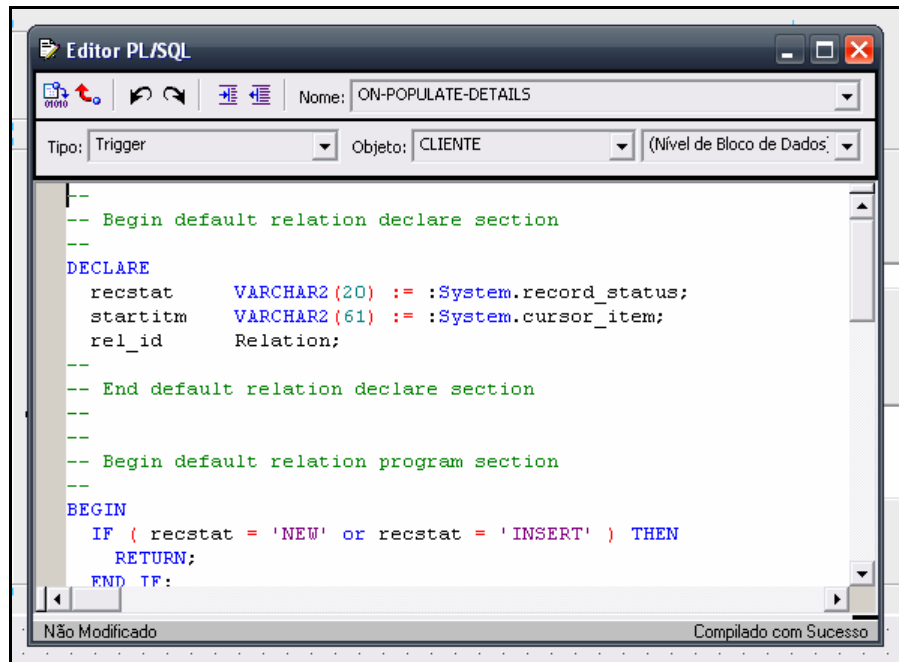 Editor PL/SQL
01010 Nome: ON-POPULATE-DETAILS
Tipo: Trigger Objeto: CLIENTE (Nível de Bloco de Dados)
--
-- Begin default relation declare section
--
DECLARE
recstat VARCHAR2(20) := :System.record_status;
startitm VARCHAR2(61) := :System.cursor_item;
rel_id Relation;
--
-- End default relation declare section
--
--
-- Begin default relation program section
--
BEGIN
IF ( recstat = 'NEW' or recstat = 'INSERT' ) THEN
RETURN;
END IF;
Não Modificado Compilado com Sucesso